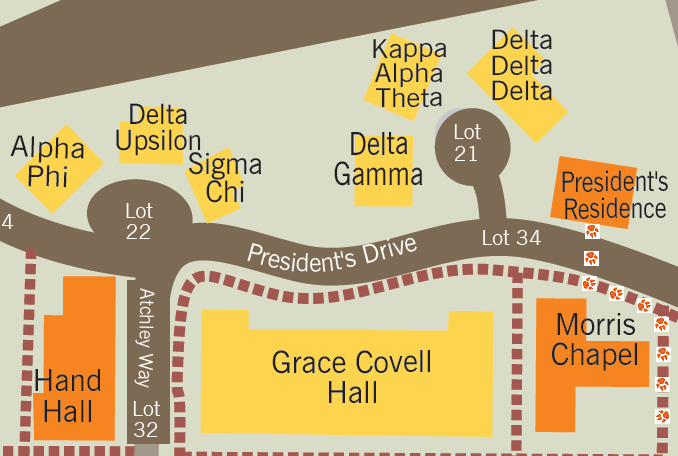 Kappa
Alpha
Theta
Delta
Delta
Delta
Delta
Upsilon
Alpha
Phi
Sigma
Chi
Delta
Gamma
Lot
21
President's
Residence
4
Lot
22
President's Drive
Lot 34
Atchley Way
Lot
32
Hand
Hall
Grace Covell
Hall
Morris
Chapel